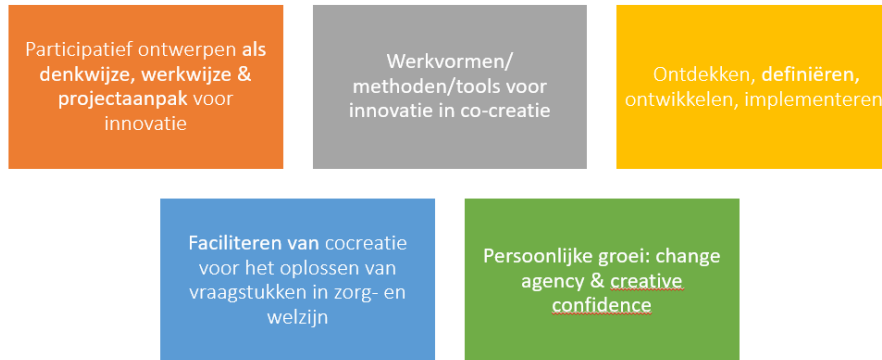 Participatief ontwerpen als
denkwijze, werkwijze &
projectaanpak voor
innovatie
Werkvormen/
methoden/tools voor
innovatie in co-creatie
Ontdekken, definiëren,
ontwikkelen, implementeren
Faciliteren van cocreatie
voor het oplossen van
vraagstukken in zorg- en
welzijn
Persoonlijke groei: change
agency & creative
confidence